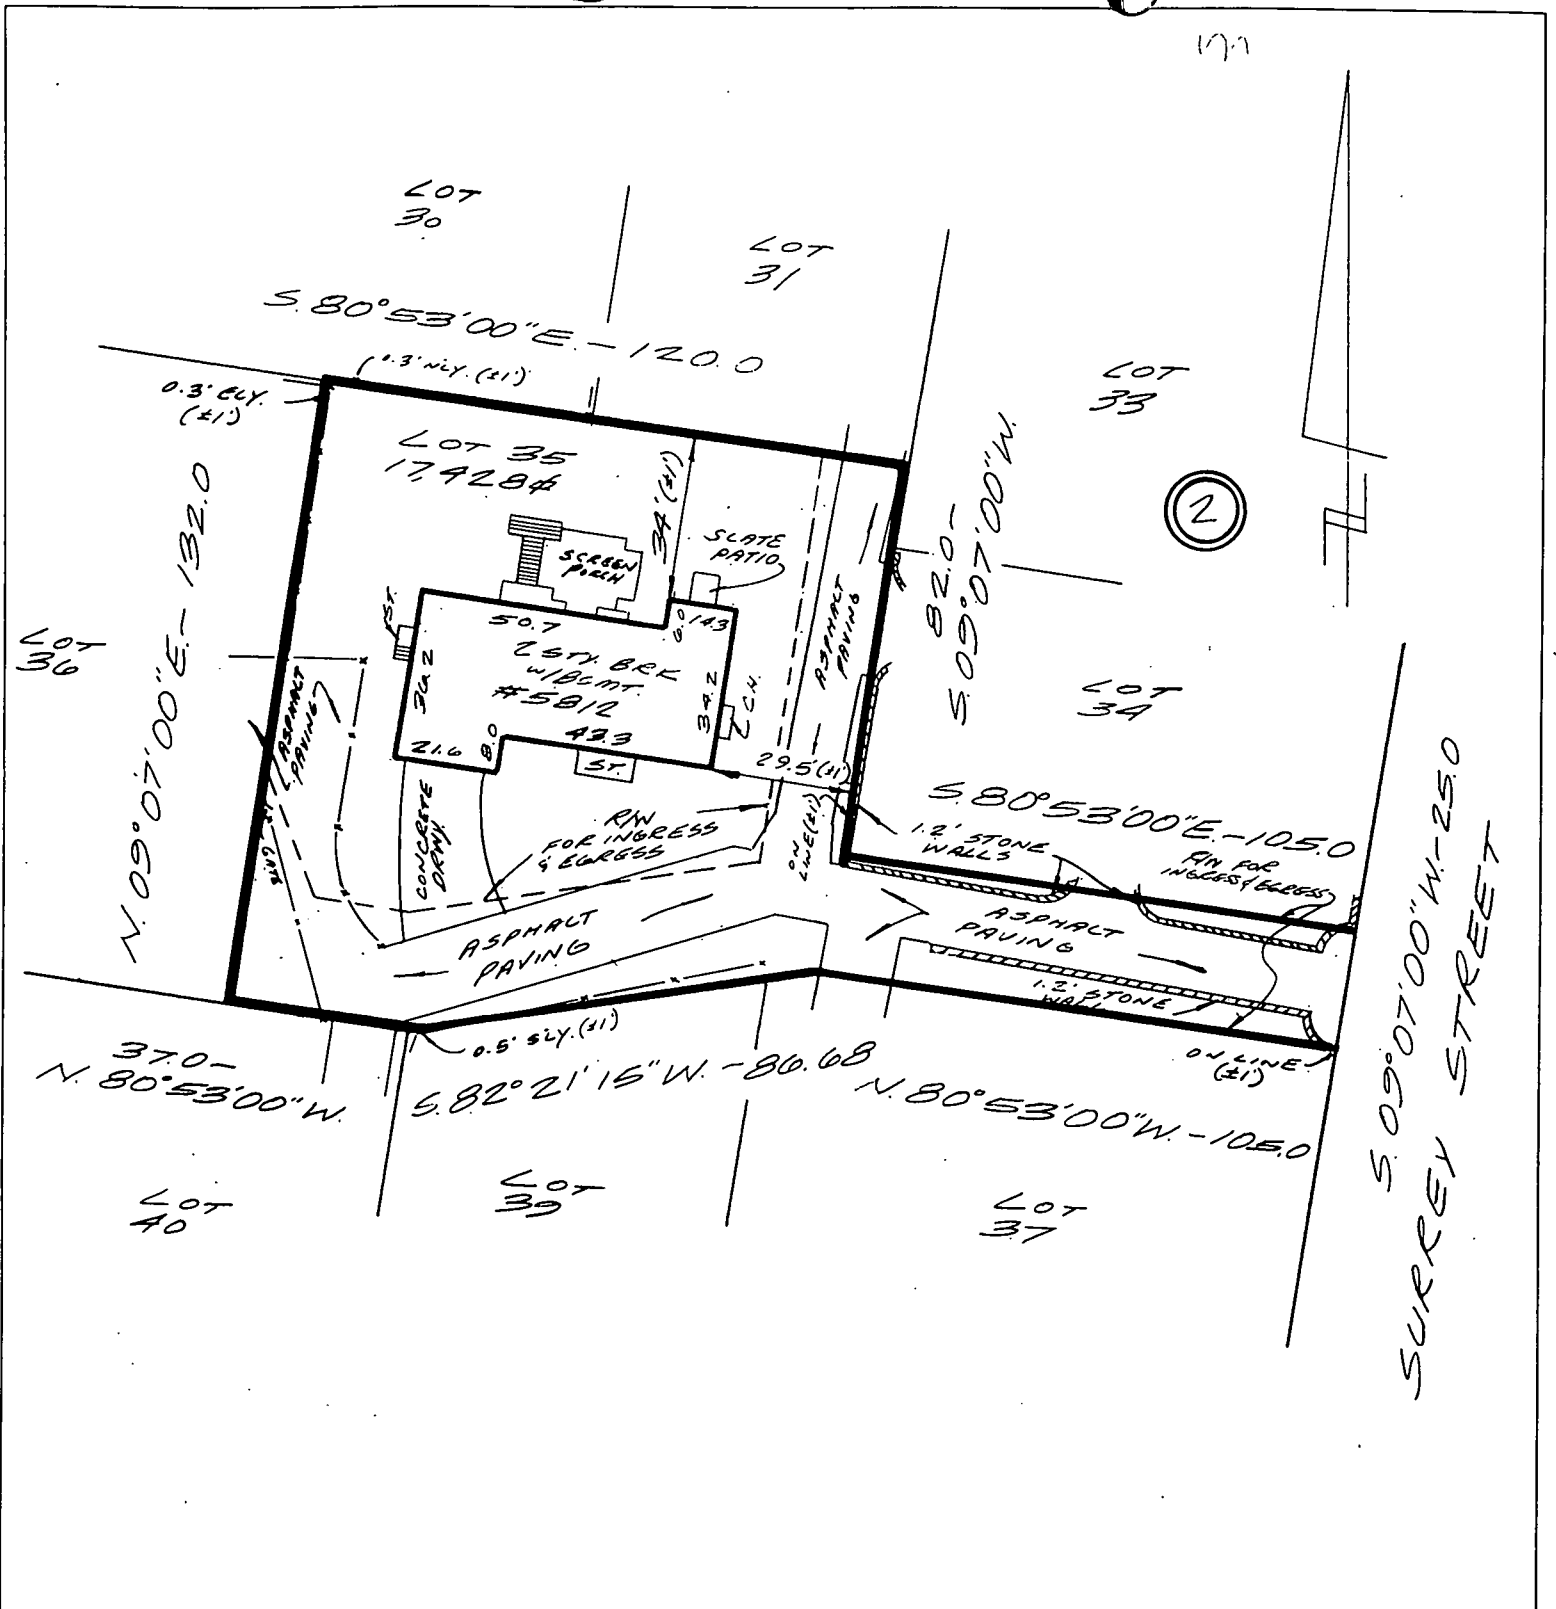 LOT
30
LOT
31
S. 80°53'00"E. - 120.0
0.3' NLY. (±1')
0.3' ELY.
(±1')
LOT
33
LOT 35
17,428⌀
34' (±1')
82.0 -
S. 09°07'00"W.
2
SLATE
PATIO
SCREEN
PORCH
ASPHALT
PAVING
ST.
50.7
6.0
14.3
2 STY. BRK
W/BSMT.
#5812
36.2
34.2
CH.
21.6
8.0
43.3
ST.
LOT
36
N. 09°07'00"E. - 132.0
ASPHALT
PAVING
LOT
34
29.5' (±1')
CONCRETE
DRWY.
R/W
FOR INGRESS
& EGRESS
ON
LINE (±1')
S. 80°53'00"E. - 105.0
1.2' STONE
WALLS
R/W FOR
INGRESS & EGRESS
ASPHALT
PAVING
ASPHALT
PAVING
1.2' STONE
WALL
ON LINE
(±1')
0.5' SLY. (±1')
37.0 -
N. 80°53'00"W.
S. 82°21'15"W. - 86.68
N. 80°53'00"W. - 105.0
S. 09°07'00"W. - 25.0
SURREY STREET
LOT
40
LOT
39
LOT
37